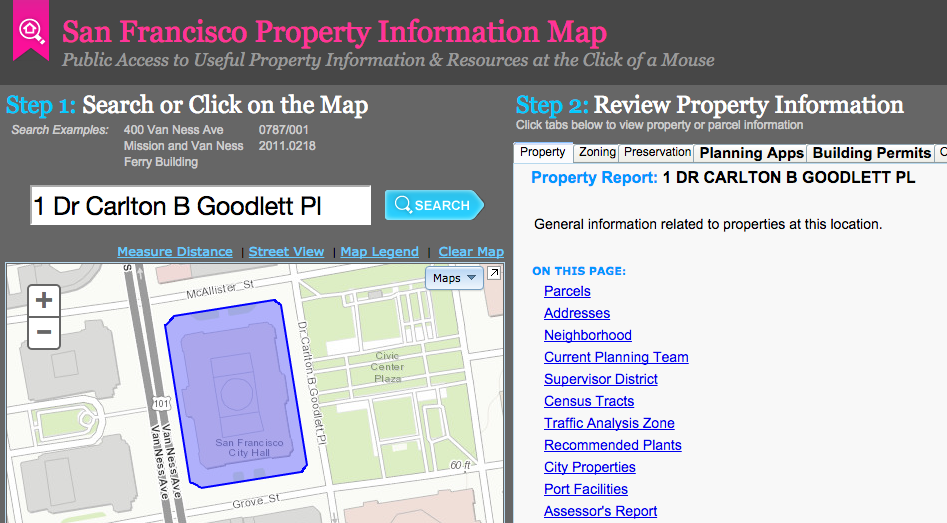 San Francisco Property Information Map
Public Access to Useful Property Information & Resources at the Click of a Mouse
Step 1: Search or Click on the Map
Search Examples:
400 Van Ness Ave
0787/001
Mission and Van Ness
2011.0218
Ferry Building
1 Dr Carlton B Goodlett Pl
SEARCH
Measure Distance | Street View | Map Legend | Clear Map
Maps
+
−
McAllister St
Dr Carlton B Goodlett Pl
Civic
Center
Plaza
101
Van Ness Ave
Van Ness Ave
San Francisco
City Hall
60 ft
Grove St
Step 2: Review Property Information
Click tabs below to view property or parcel information
Property Zoning Preservation Planning Apps Building Permits
Property Report: 1 DR CARLTON B GOODLETT PL
General information related to properties at this location.
ON THIS PAGE:
Parcels
Addresses
Neighborhood
Current Planning Team
Supervisor District
Census Tracts
Traffic Analysis Zone
Recommended Plants
City Properties
Port Facilities
Assessor's Report